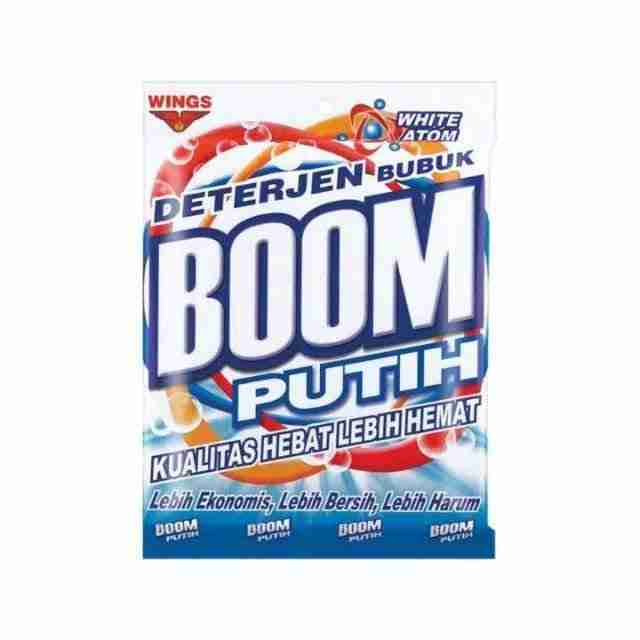 WINGS
WHITE
ATOM
DETERJEN BUBUK
BOOM
PUTIH
KUALITAS HEBAT LEBIH HEMAT
Lebih Ekonomis, Lebih Bersih, Lebih Harum
BOOM PUTIH BOOM PUTIH BOOM PUTIH BOOM PUTIH